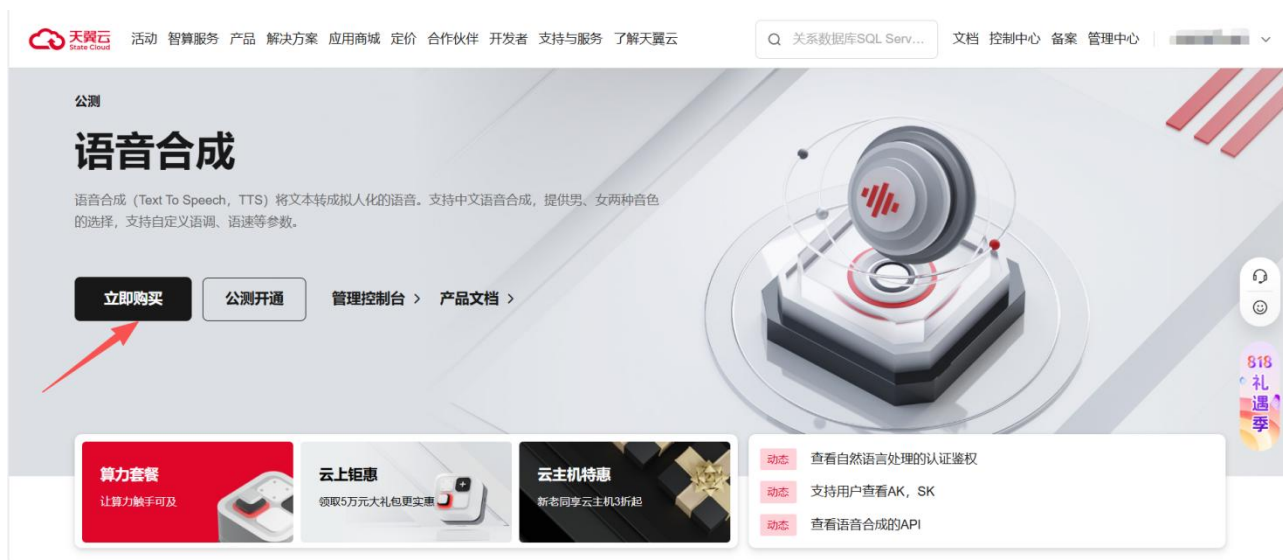 天翼云
State Cloud
活动 智算服务 产品 解决方案 应用商城 定价 合作伙伴 开发者 支持与服务 了解天翼云
关系数据库SQL Serv...
文档 控制中心 备案 管理中心
公测
语音合成
语音合成（Text To Speech，TTS）将文本转成拟人化的语音。支持中文语音合成，提供男、女两种音色
的选择，支持自定义语调、语速等参数。
立即购买
公测开通
管理控制台 >
产品文档 >
818
礼
遇
季
算力套餐
让算力触手可及
云上钜惠
领取5万元大礼包更实惠
云主机特惠
新老同享云主机3折起
动态 查看自然语言处理的认证鉴权
动态 支持用户查看AK，SK
动态 查看语音合成的API